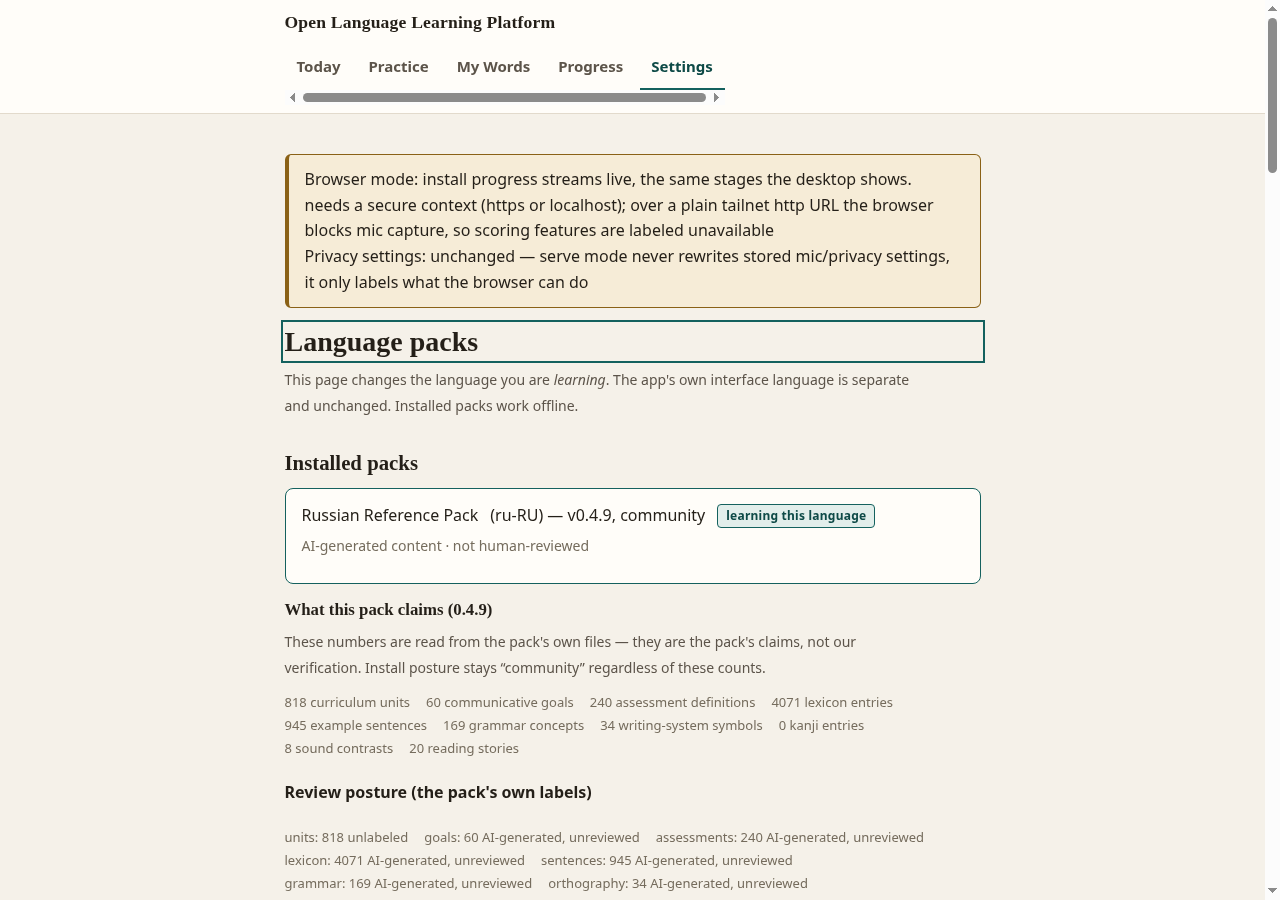 Open Language Learning Platform
Today Practice My Words Progress Settings
Browser mode: install progress streams live, the same stages the desktop shows.
needs a secure context (https or localhost); over a plain tailnet http URL the browser
blocks mic capture, so scoring features are labeled unavailable
Privacy settings: unchanged — serve mode never rewrites stored mic/privacy settings,
it only labels what the browser can do
Language packs
This page changes the language you are learning. The app's own interface language is separate
and unchanged. Installed packs work offline.
Installed packs
Russian Reference Pack (ru-RU) — v0.4.9, community learning this language
AI-generated content · not human-reviewed
What this pack claims (0.4.9)
These numbers are read from the pack's own files — they are the pack's claims, not our
verification. Install posture stays “community” regardless of these counts.
818 curriculum units 60 communicative goals 240 assessment definitions 4071 lexicon entries
945 example sentences 169 grammar concepts 34 writing-system symbols 0 kanji entries
8 sound contrasts 20 reading stories
Review posture (the pack's own labels)
units: 818 unlabeled goals: 60 AI-generated, unreviewed assessments: 240 AI-generated, unreviewed
lexicon: 4071 AI-generated, unreviewed sentences: 945 AI-generated, unreviewed
grammar: 169 AI-generated, unreviewed orthography: 34 AI-generated, unreviewed